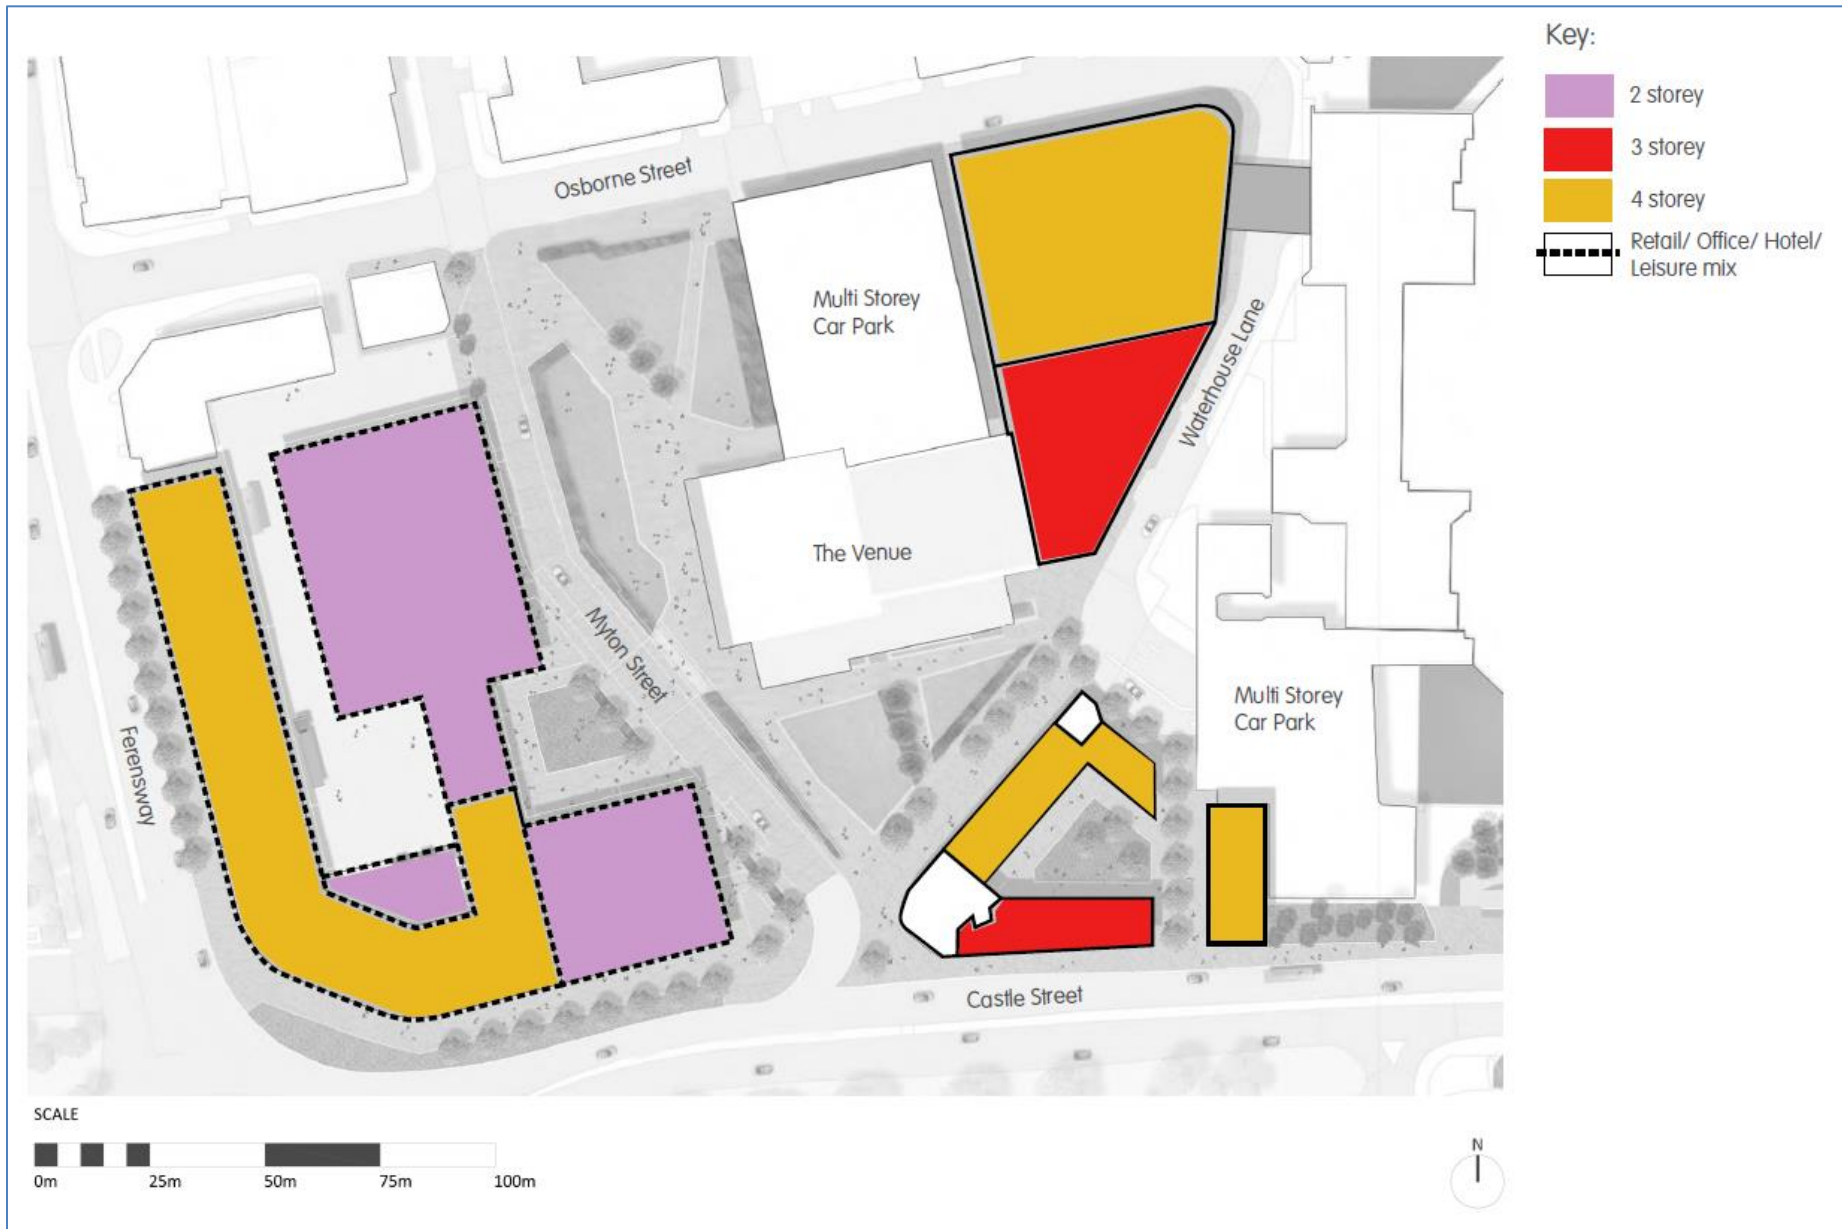 Key:
2 storey
3 storey
4 storey
Retail/ Office/ Hotel/
Leisure mix
Osborne Street
Multi Storey
Car Park
Waterhouse Lane
The Venue
Myton Street
Ferensway
Multi Storey
Car Park
Castle Street
SCALE
0m 25m 50m 75m 100m
N